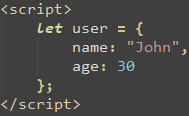 <script>
    let user = {
        name: "John",
        age: 30
    };
</script>